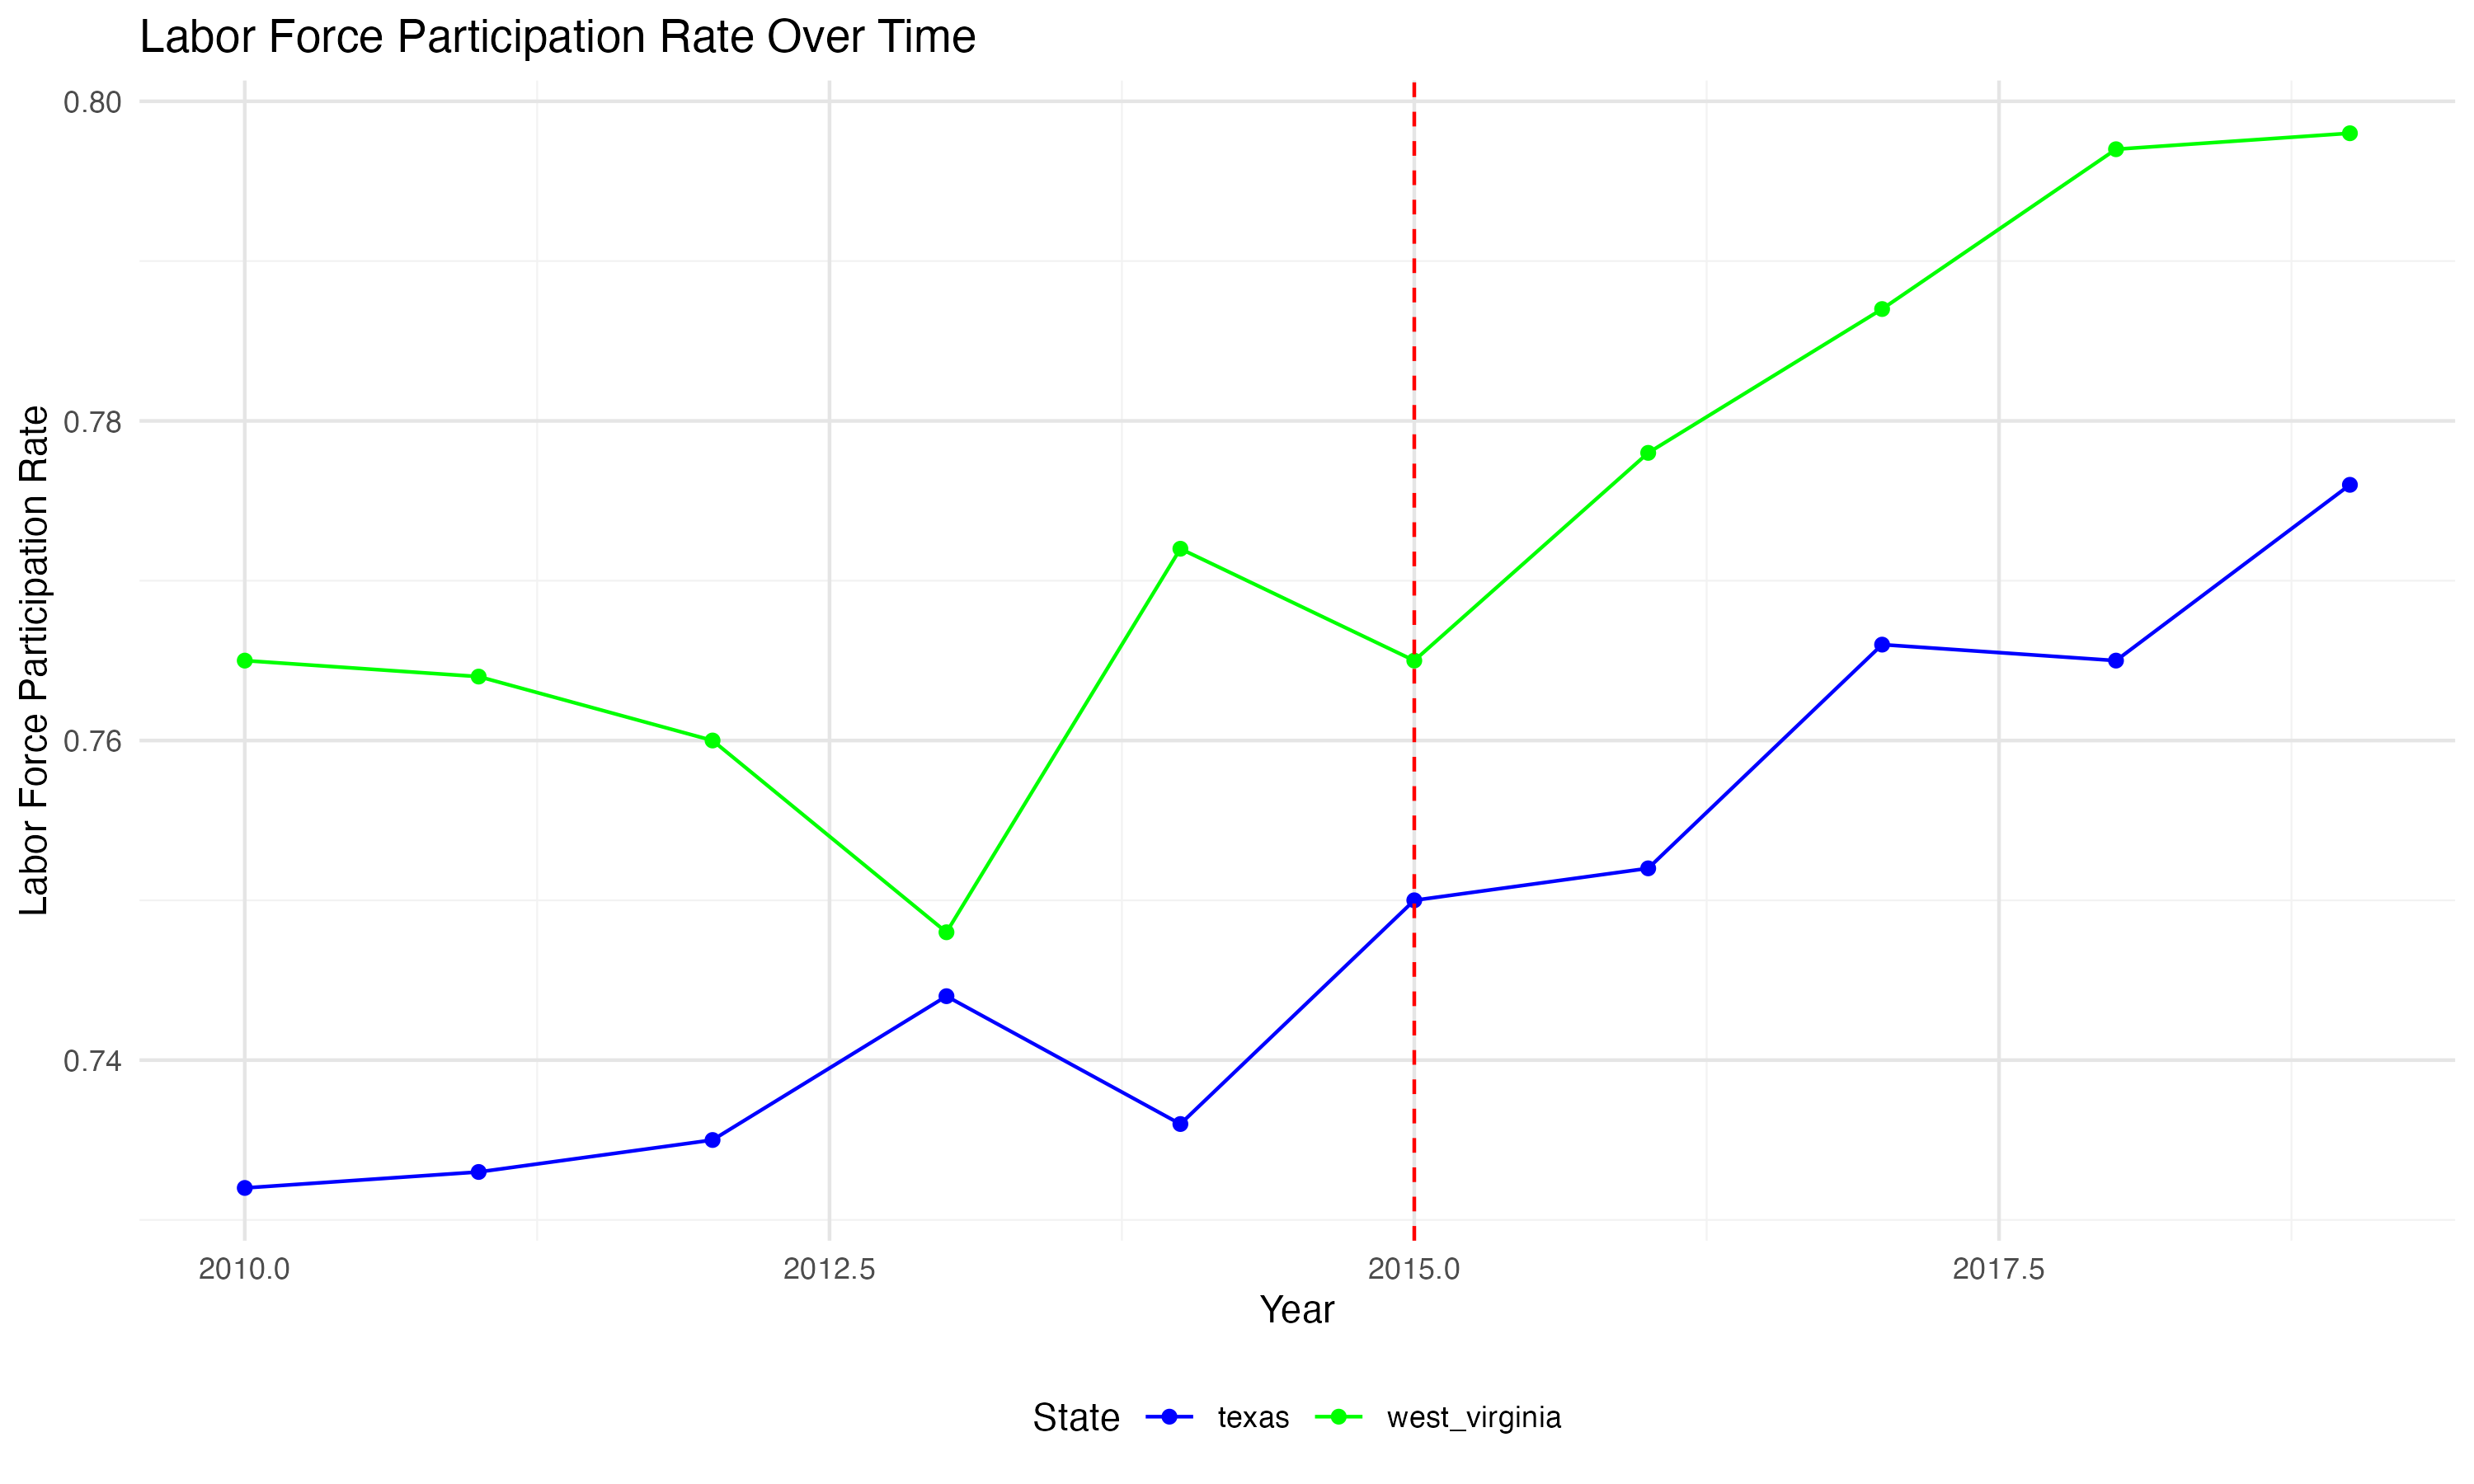 Labor Force Participation Rate Over Time
Labor Force Participation Rate
0.80
0.78
0.76
0.74
2010.0 2012.5 2015.0 2017.5
Year
State texas west_virginia